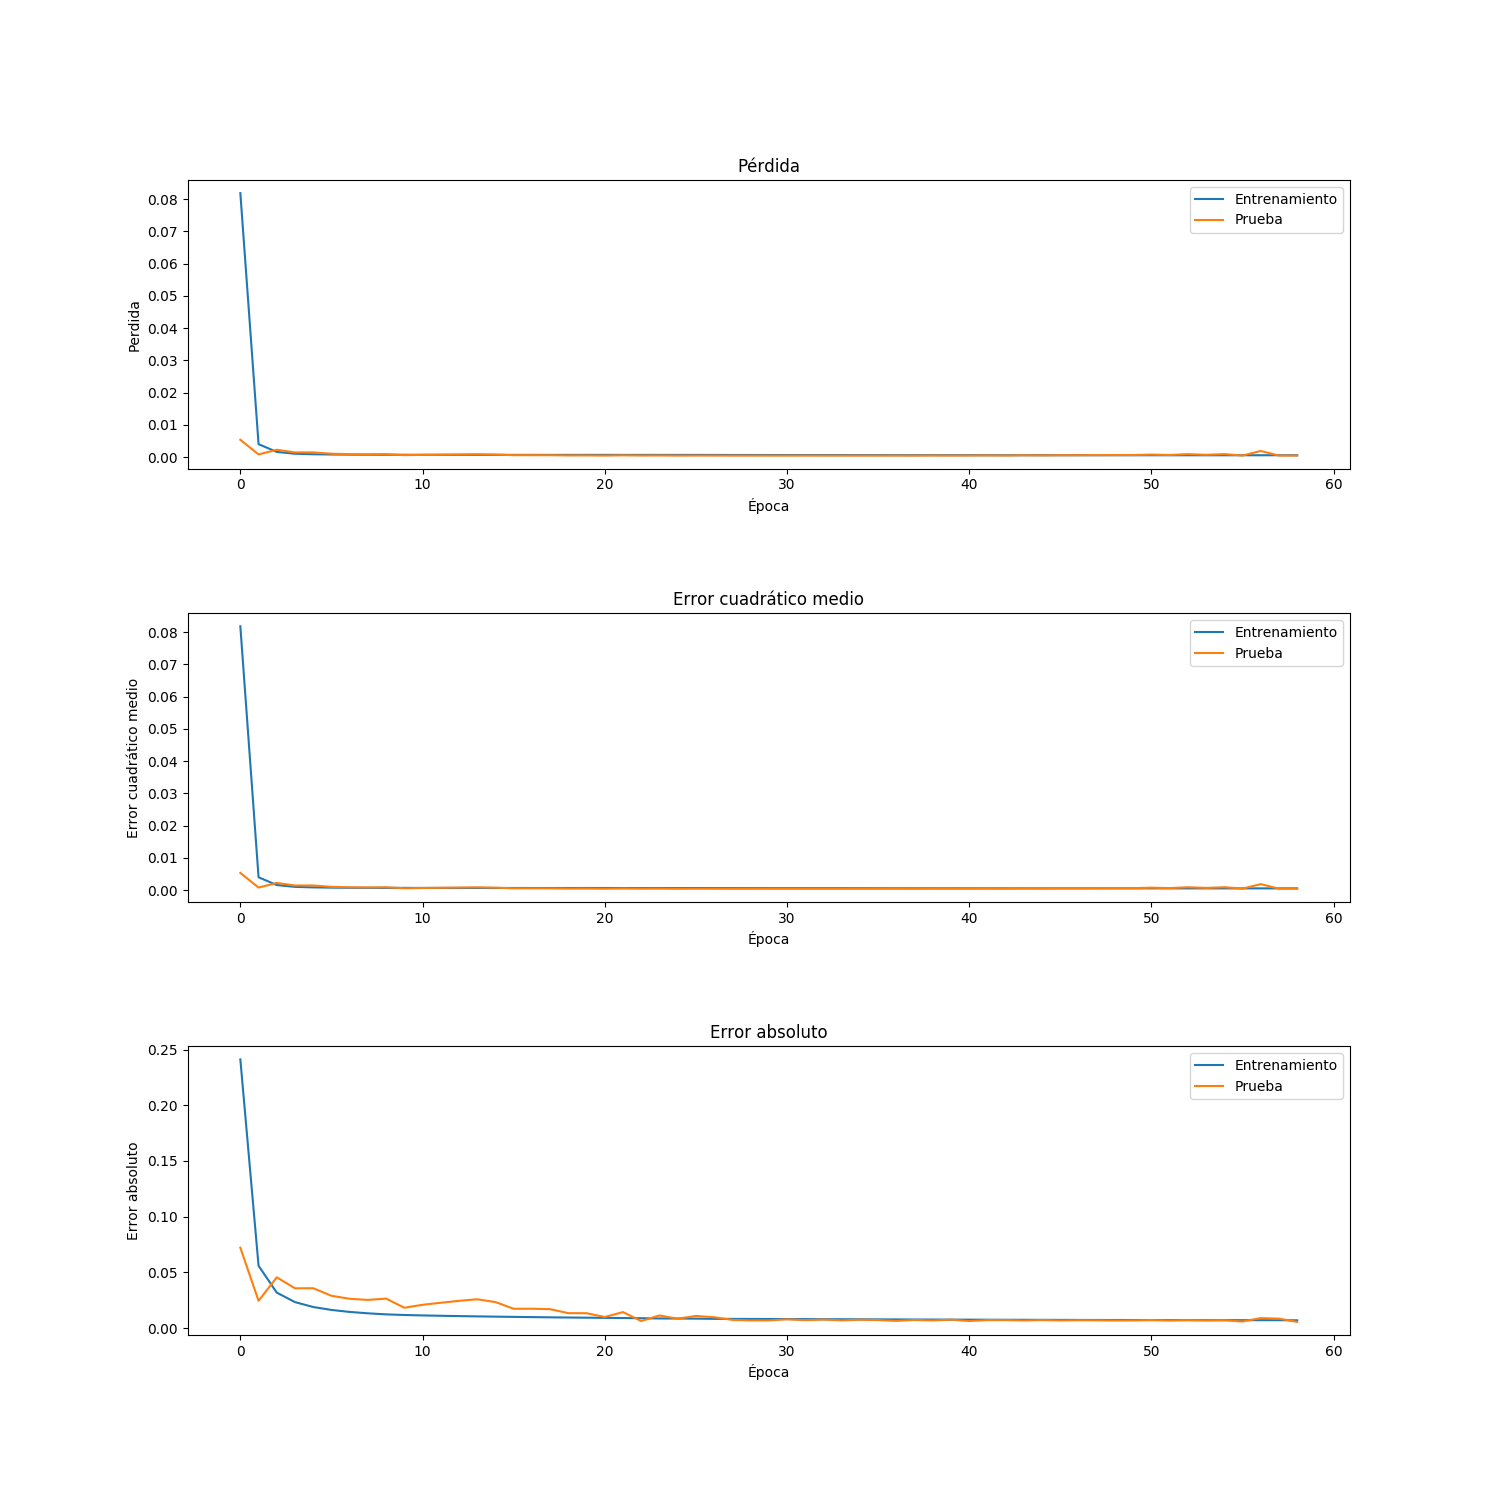 Pérdida
0.08
0.07
0.06
0.05
0.04
0.03
0.02
0.01
0.00
Perdida
Entrenamiento
Prueba
0 10 20 30 40 50 60
Época
Error cuadrático medio
0.08
0.07
0.06
0.05
0.04
0.03
0.02
0.01
0.00
Error cuadrático medio
Entrenamiento
Prueba
0 10 20 30 40 50 60
Época
Error absoluto
0.25
0.20
0.15
0.10
0.05
0.00
Error absoluto
Entrenamiento
Prueba
0 10 20 30 40 50 60
Época